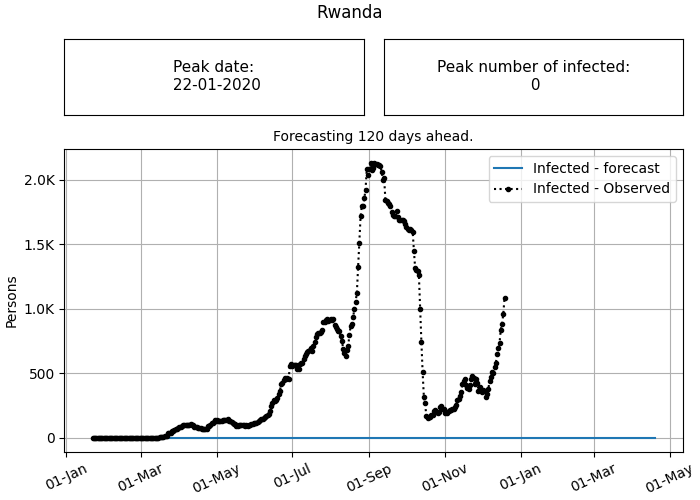 Rwanda
Peak date:
22-01-2020
Peak number of infected:
0
Forecasting 120 days ahead.
Infected - forecast
Infected - Observed
Persons
2.0K
1.5K
1.0K
500
0
01-Jan
01-Mar
01-May
01-Jul
01-Sep
01-Nov
01-Jan
01-Mar
01-May